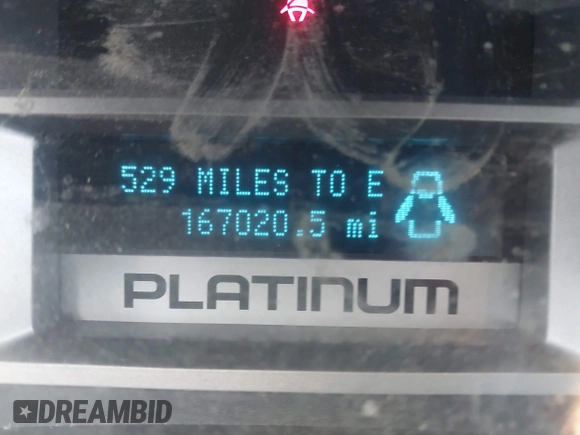 529 MILES TO E
167020.5 mi
PLATINUM
DREAMBID